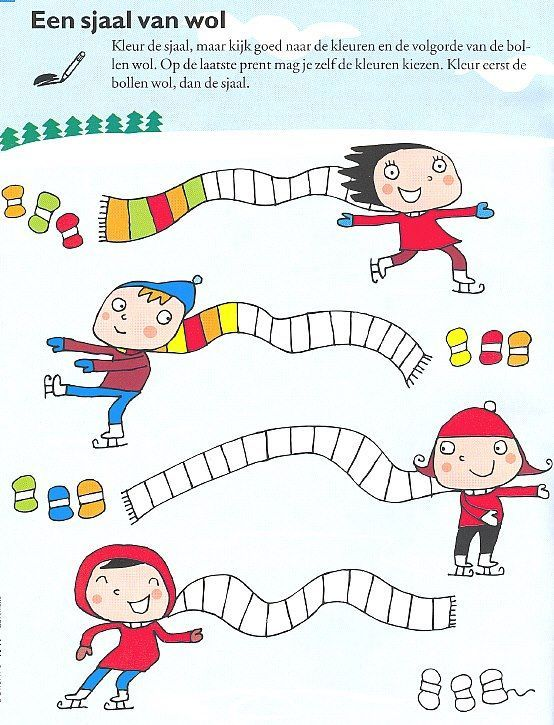 Een sjaal van wol
Kleur de sjaal, maar kijk goed naar de kleuren en de volgorde van de bol-
len wol. Op de laatste prent mag je zelf de kleuren kiezen. Kleur eerst de
bollen wol, dan de sjaal.